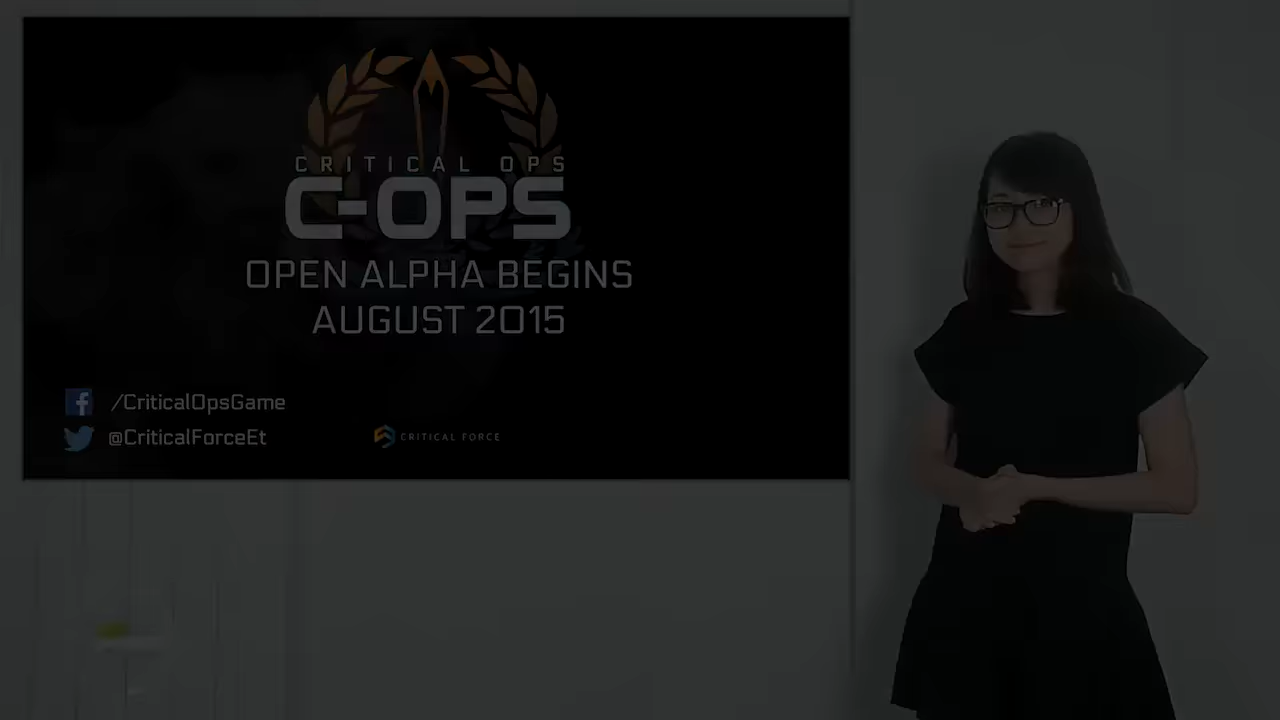 CRITICAL OPS
C-OPS
OPEN ALPHA BEGINS
AUGUST 2015
/CriticalOpsGame
@CriticalForceEt
CRITICAL FORCE